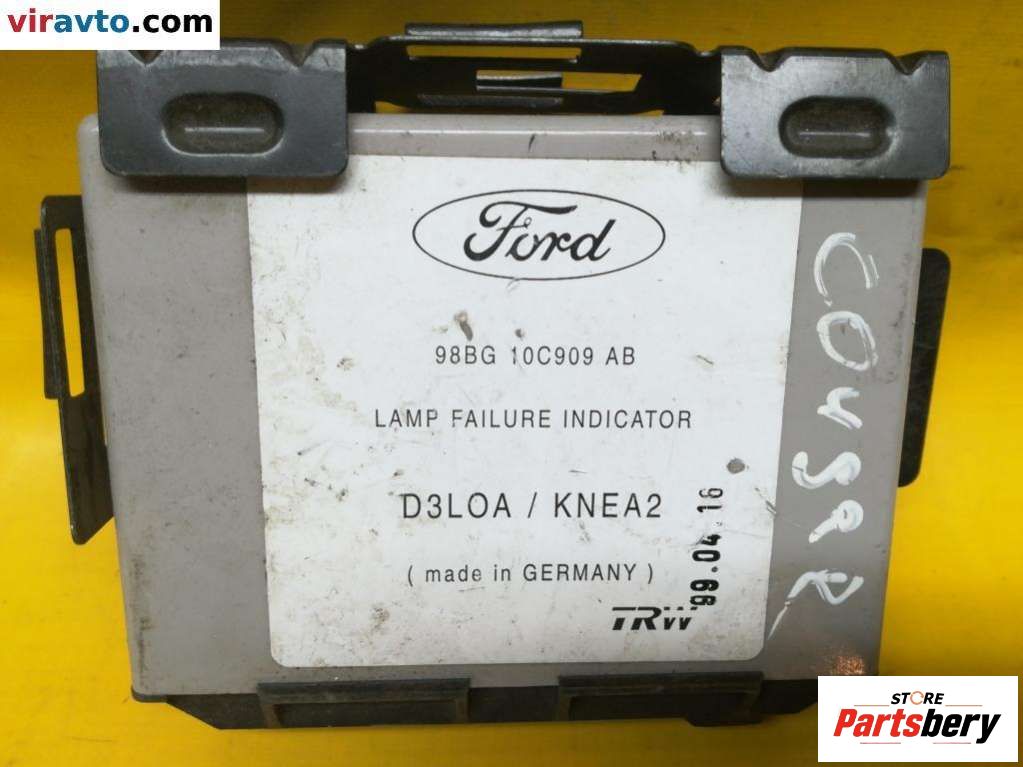 viravto.com
Ford
98BG 10C909 AB
LAMP FAILURE INDICATOR
D3LOA / KNEA2
99.04.16
( made in GERMANY )
TRW
STORE
Partsbery